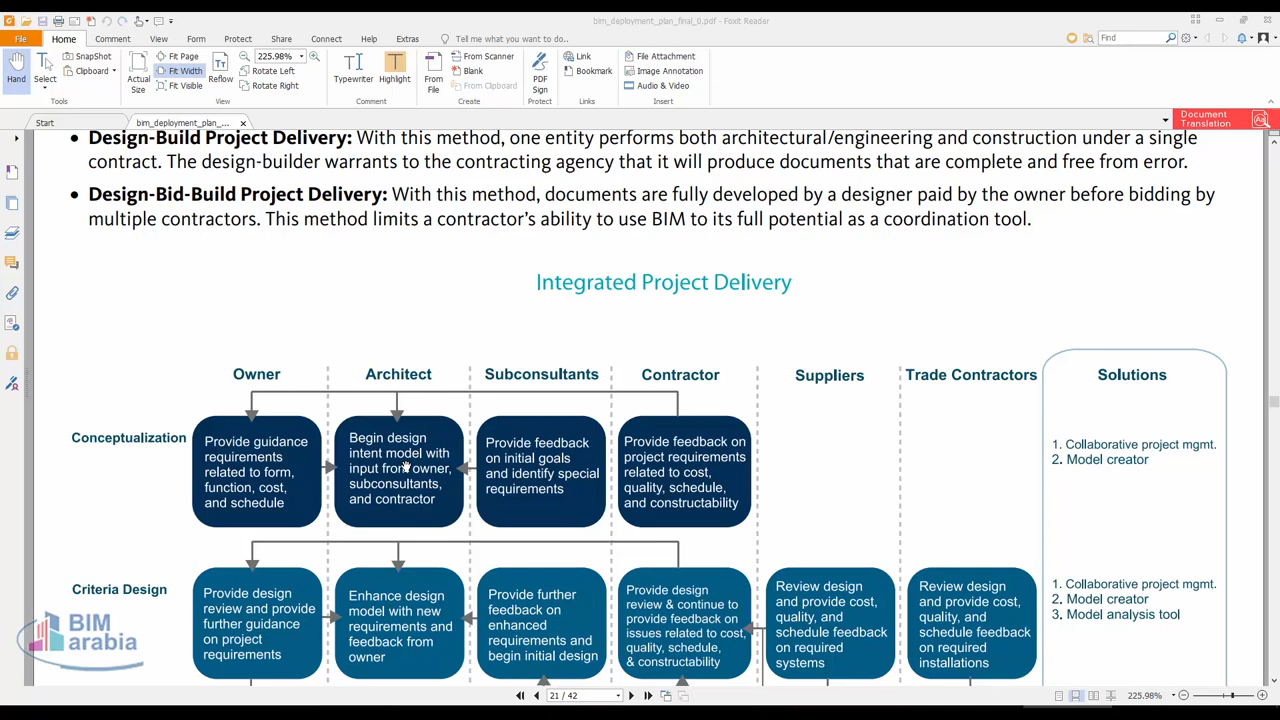 bim_deployment_plan_final_0.pdf - Foxit Reader
File Home Comment View Form Protect Share Connect Help Extras Tell me what you want to do.. Find
Hand Select SnapShot Clipboard Actual Size Fit Page Fit Width Fit Visible Reflow 225.98% Rotate Left Rotate Right Typewriter Highlight From File From Scanner Blank From Clipboard PDF Sign Link Bookmark File Attachment Image Annotation Audio & Video
Tools View Comment Create Protect Links Insert
Start bim_deployment_plan_... Document Translation
• Design-Build Project Delivery: With this method, one entity performs both architectural/engineering and construction under a single
contract. The design-builder warrants to the contracting agency that it will produce documents that are complete and free from error.
• Design-Bid-Build Project Delivery: With this method, documents are fully developed by a designer paid by the owner before bidding by
multiple contractors. This method limits a contractor's ability to use BIM to its full potential as a coordination tool.
Integrated Project Delivery
Owner Architect Subconsultants Contractor Suppliers Trade Contractors Solutions
Conceptualization
Provide guidance
requirements
related to form,
function, cost,
and schedule
Begin design
intent model with
input from owner,
subconsultants,
and contractor
Provide feedback
on initial goals
and identify special
requirements
Provide feedback on
project requirements
related to cost,
quality, schedule,
and constructability
1. Collaborative project mgmt.
2. Model creator
Criteria Design
Provide design
review and provide
further guidance
on project
requirements
Enhance design
model with new
requirements and
feedback from
owner
Provide further
feedback on
enhanced
requirements and
begin initial design
Provide design
review & continue to
provide feedback on
issues related to cost,
quality, schedule,
& constructability
Review design
and provide cost,
quality, and
schedule feedback
on required
systems
Review design
and provide cost,
quality, and
schedule feedback
on required
installations
1. Collaborative project mgmt.
2. Model creator
3. Model analysis tool
BIM
arabia
21 / 42 225.98%